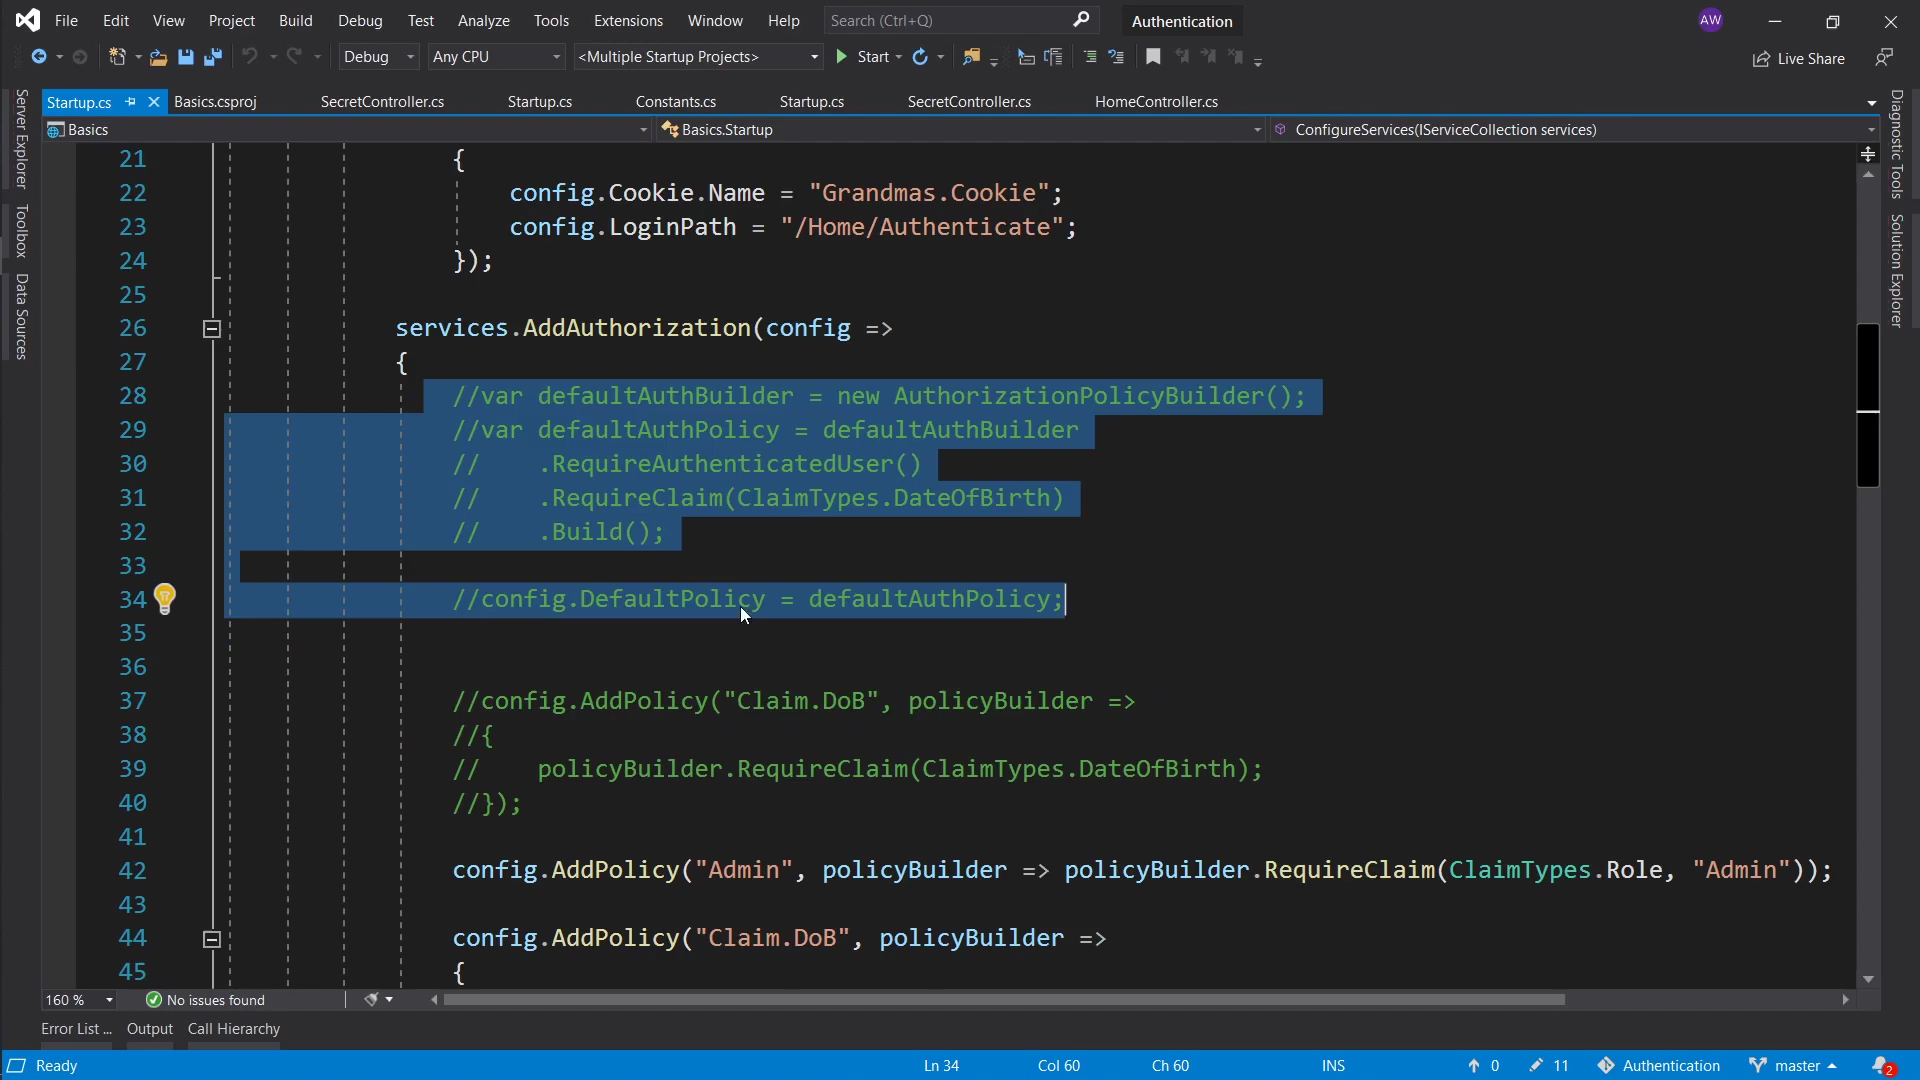 File Edit View Project Build Debug Test Analyze Tools Extensions Window Help Search (Ctrl+Q) Authentication AW
Debug Any CPU <Multiple Startup Projects> Start Live Share
Startup.cs Basics.csproj SecretController.cs Startup.cs Constants.cs Startup.cs SecretController.cs HomeController.cs
Basics Basics.Startup ConfigureServices(IServiceCollection services)
Server Explorer
Toolbox
Data Sources
Diagnostic Tools
Solution Explorer
21 {
22 config.Cookie.Name = "Grandmas.Cookie";
23 config.LoginPath = "/Home/Authenticate";
24 });
25
26 services.AddAuthorization(config =>
27 {
28 //var defaultAuthBuilder = new AuthorizationPolicyBuilder();
29 //var defaultAuthPolicy = defaultAuthBuilder
30 // .RequireAuthenticatedUser()
31 // .RequireClaim(ClaimTypes.DateOfBirth)
32 // .Build();
33
34 //config.DefaultPolicy = defaultAuthPolicy;
35
36
37 //config.AddPolicy("Claim.DoB", policyBuilder =>
38 //{
39 // policyBuilder.RequireClaim(ClaimTypes.DateOfBirth);
40 //});
41
42 config.AddPolicy("Admin", policyBuilder => policyBuilder.RequireClaim(ClaimTypes.Role, "Admin"));
43
44 config.AddPolicy("Claim.DoB", policyBuilder =>
45 {
160 % No issues found
Error List ... Output Call Hierarchy
Ready Ln 34 Col 60 Ch 60 INS 0 11 Authentication master 2